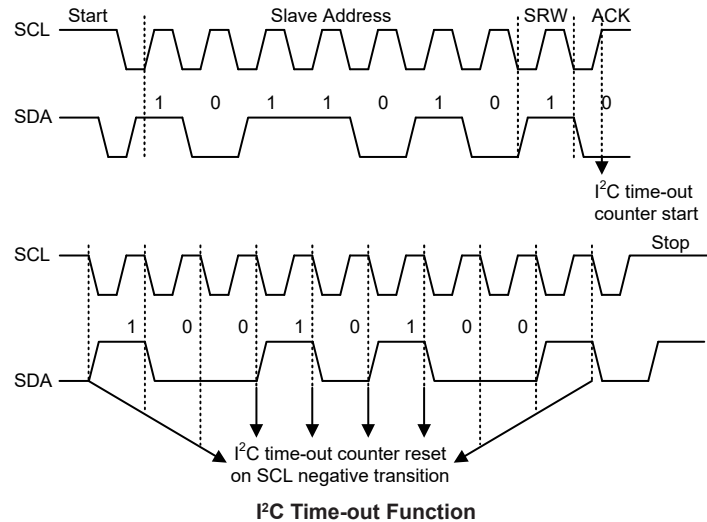 Start Slave Address SRW ACK
SCL
1 0 1 1 0 1 0 1 0
SDA
I²C time-out
counter start
Stop
SCL
1 0 0 1 0 1 0 0
SDA
I²C time-out counter reset
on SCL negative transition
I²C Time-out Function